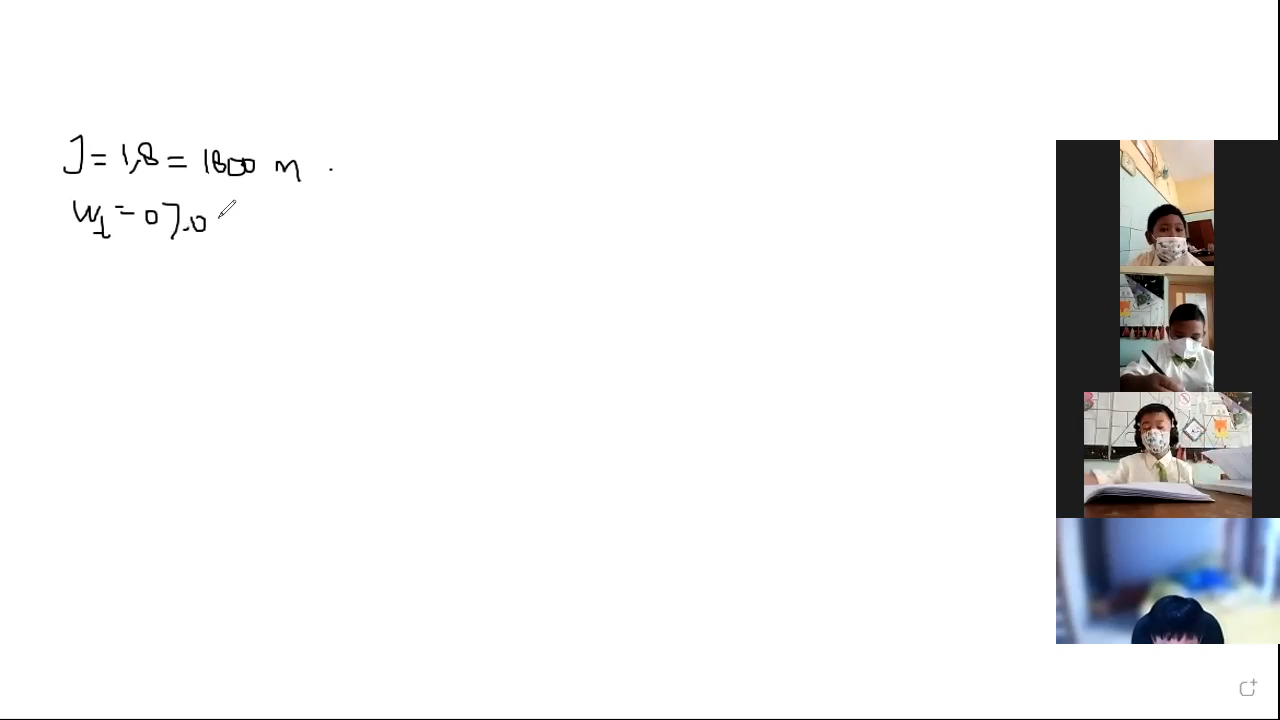 J = 1,8 = 1800 m .
W1 = 07.0